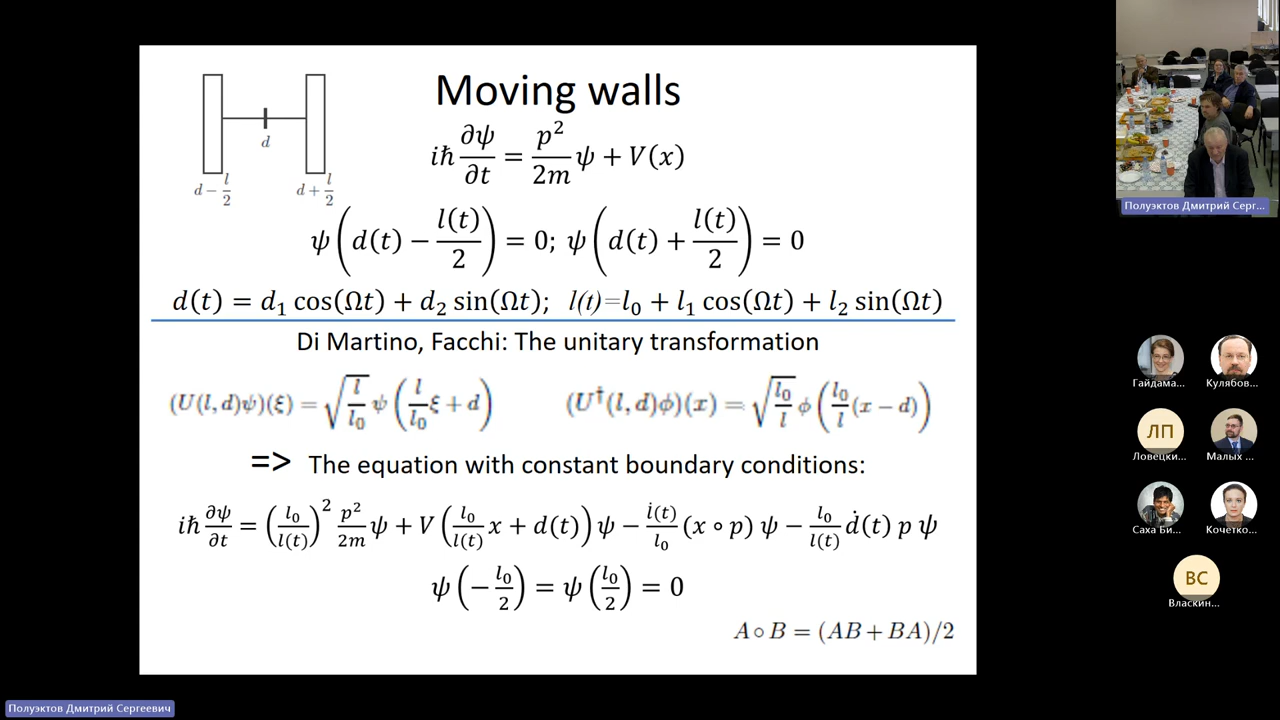 Moving walls
d
d − l/2
d + l/2
iħ ∂ψ/∂t = p²/2m ψ + V(x)
ψ(d(t) − l(t)/2) = 0; ψ(d(t) + l(t)/2) = 0
d(t) = d₁ cos(Ωt) + d₂ sin(Ωt); l(t)=l₀ + l₁ cos(Ωt) + l₂ sin(Ωt)
Di Martino, Facchi: The unitary transformation
(U(l,d)ψ)(ξ) = √(l/l₀) ψ(l/l₀ ξ + d)
(U†(l,d)φ)(x) = √(l₀/l) φ(l₀/l (x − d))
=> The equation with constant boundary conditions:
iħ ∂ψ/∂t = (l₀/l(t))² p²/2m ψ + V(l₀/l(t) x + d(t))ψ − l̇(t)/l₀ (x ∘ p) ψ − l₀/l(t) ḋ(t) p ψ
ψ(−l₀/2) = ψ(l₀/2) = 0
A ∘ B = (AB + BA)/2
Полуэктов Дмитрий Серг...
Гайдама...
Кулябов...
ЛП
Ловецки...
Малых ...
Саха Би...
Кочетко...
ВС
Власкин...
Полуэктов Дмитрий Сергеевич